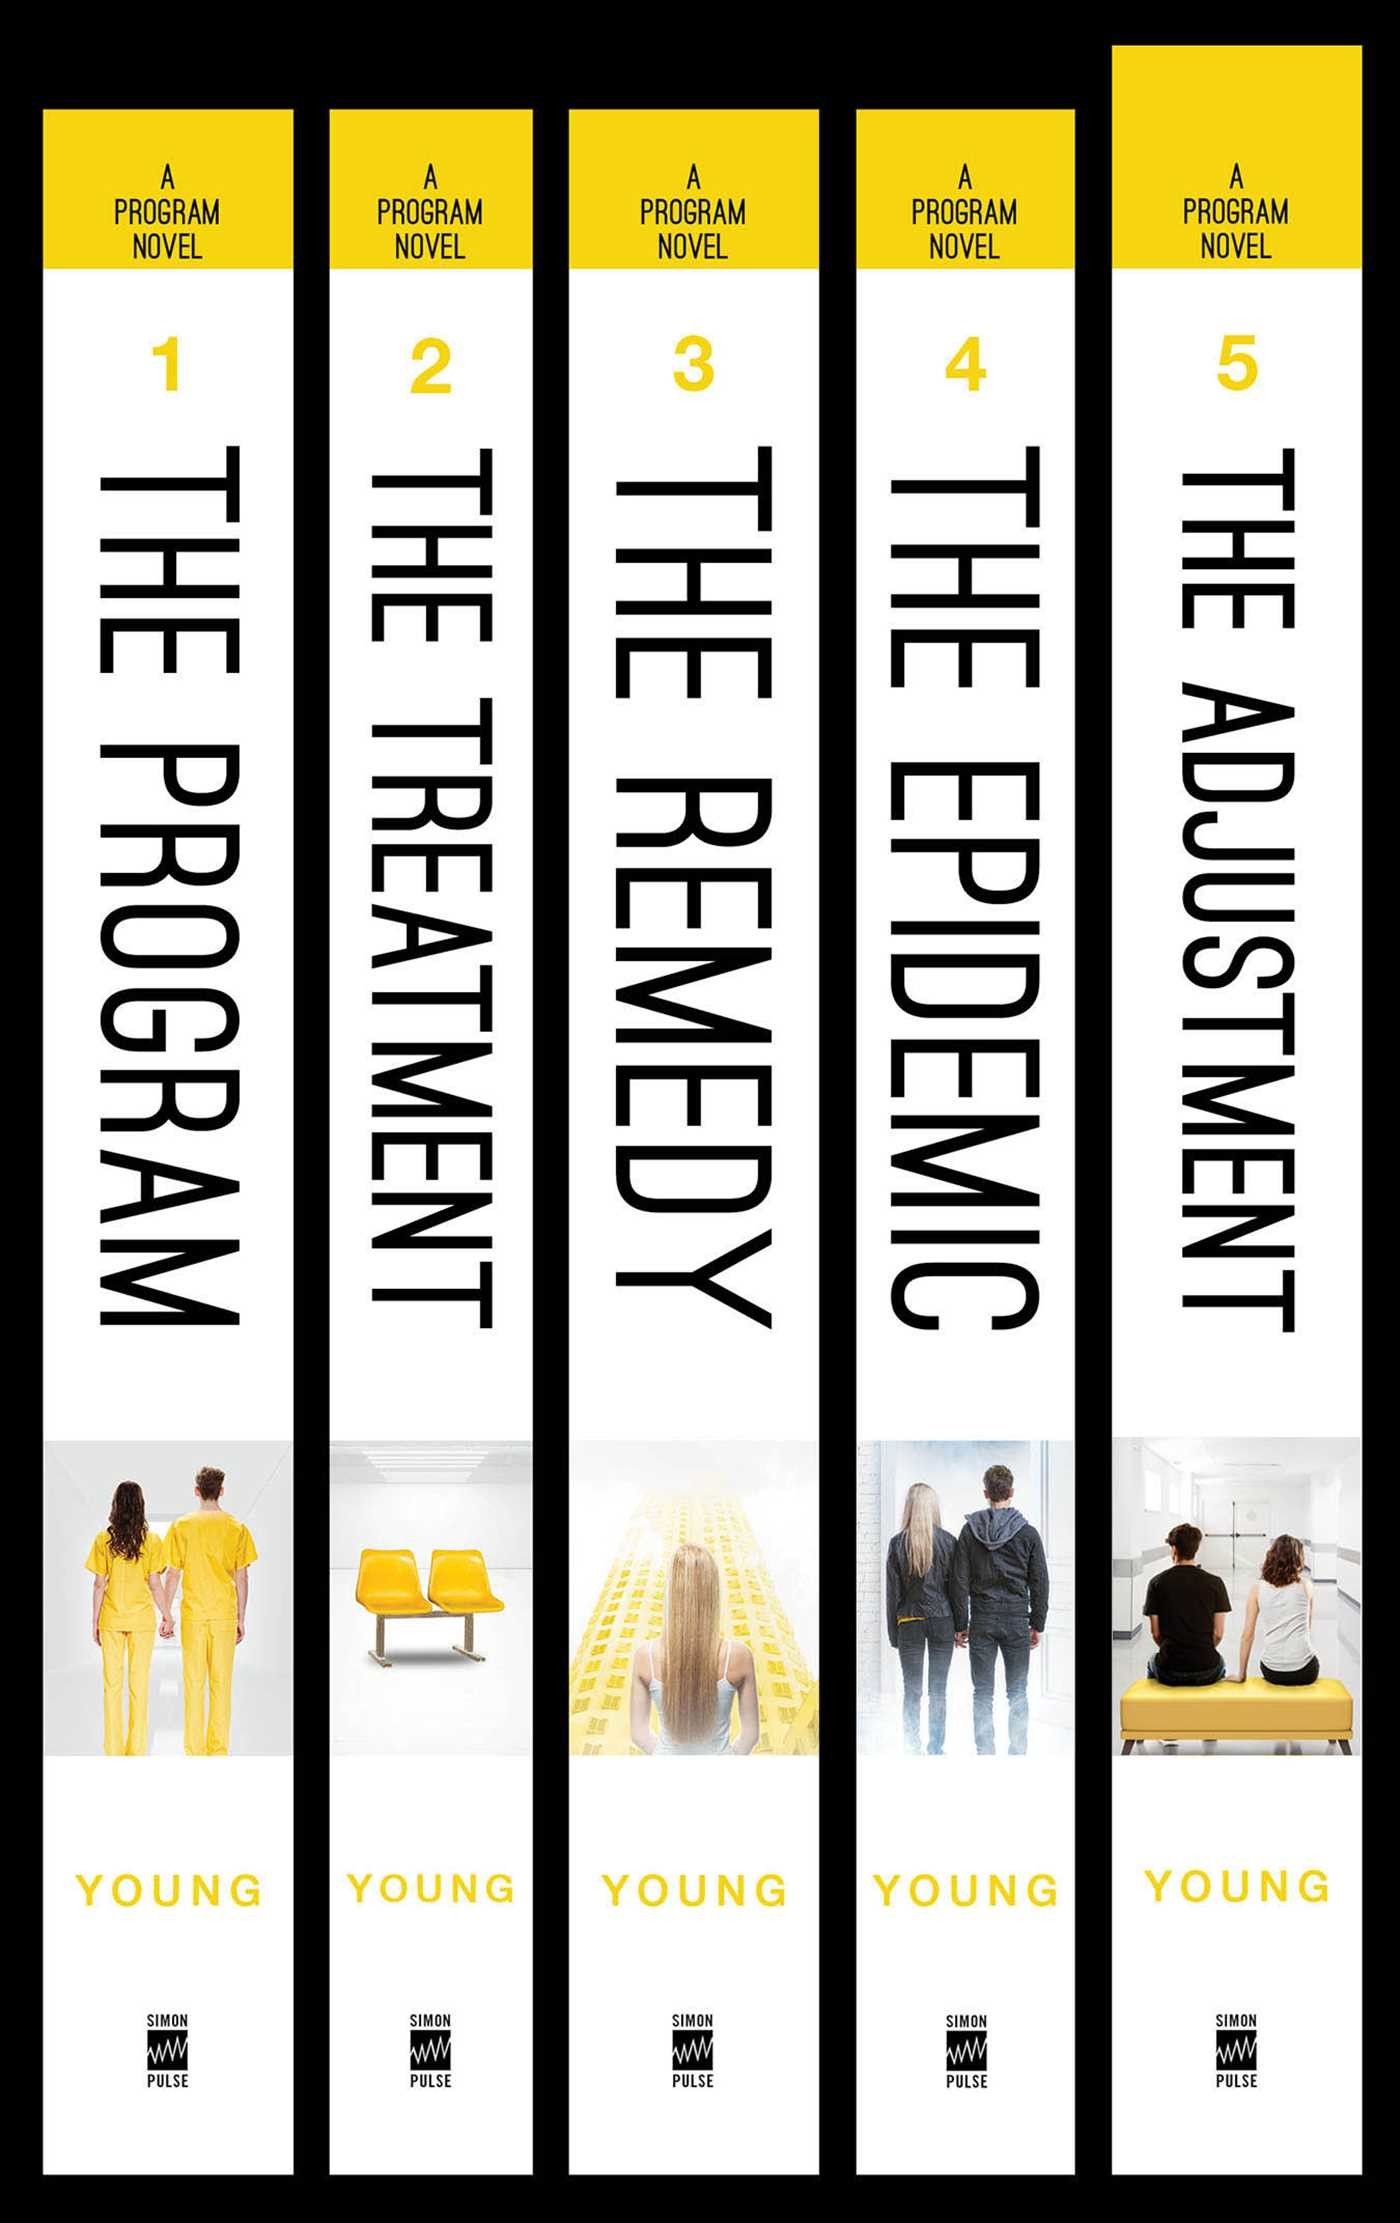 A
PROGRAM
NOVEL
1
THE PROGRAM
YOUNG
SIMON
PULSE
A
PROGRAM
NOVEL
2
THE TREATMENT
YOUNG
SIMON
PULSE
A
PROGRAM
NOVEL
3
THE REMEDY
YOUNG
SIMON
PULSE
A
PROGRAM
NOVEL
4
THE EPIDEMIC
YOUNG
SIMON
PULSE
A
PROGRAM
NOVEL
5
THE ADJUSTMENT
YOUNG
SIMON
PULSE